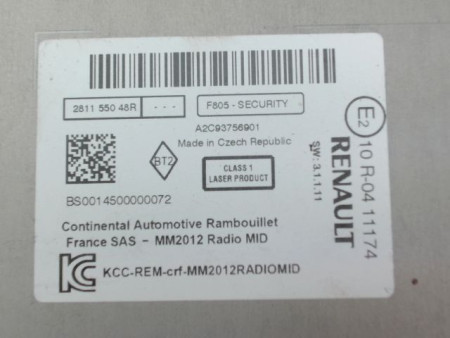 2811 550 48R - - - F805 - SECURITY
A2C93756901
Made in Czech Republic
BT2
CLASS 1
LASER PRODUCT
BS0014500000072
Continental Automotive Rambouillet
France SAS - MM2012 Radio MID
KC KCC-REM-crf-MM2012RADIOMID
SW: 3.1.1.11
RENAULT
E2 10 R-04 11174